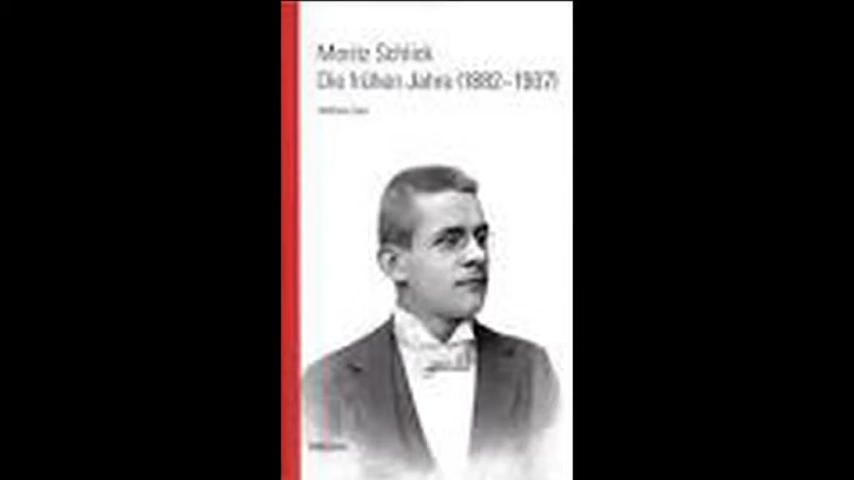 Moritz Schlick
Die frühen Jahre (1882–1907)